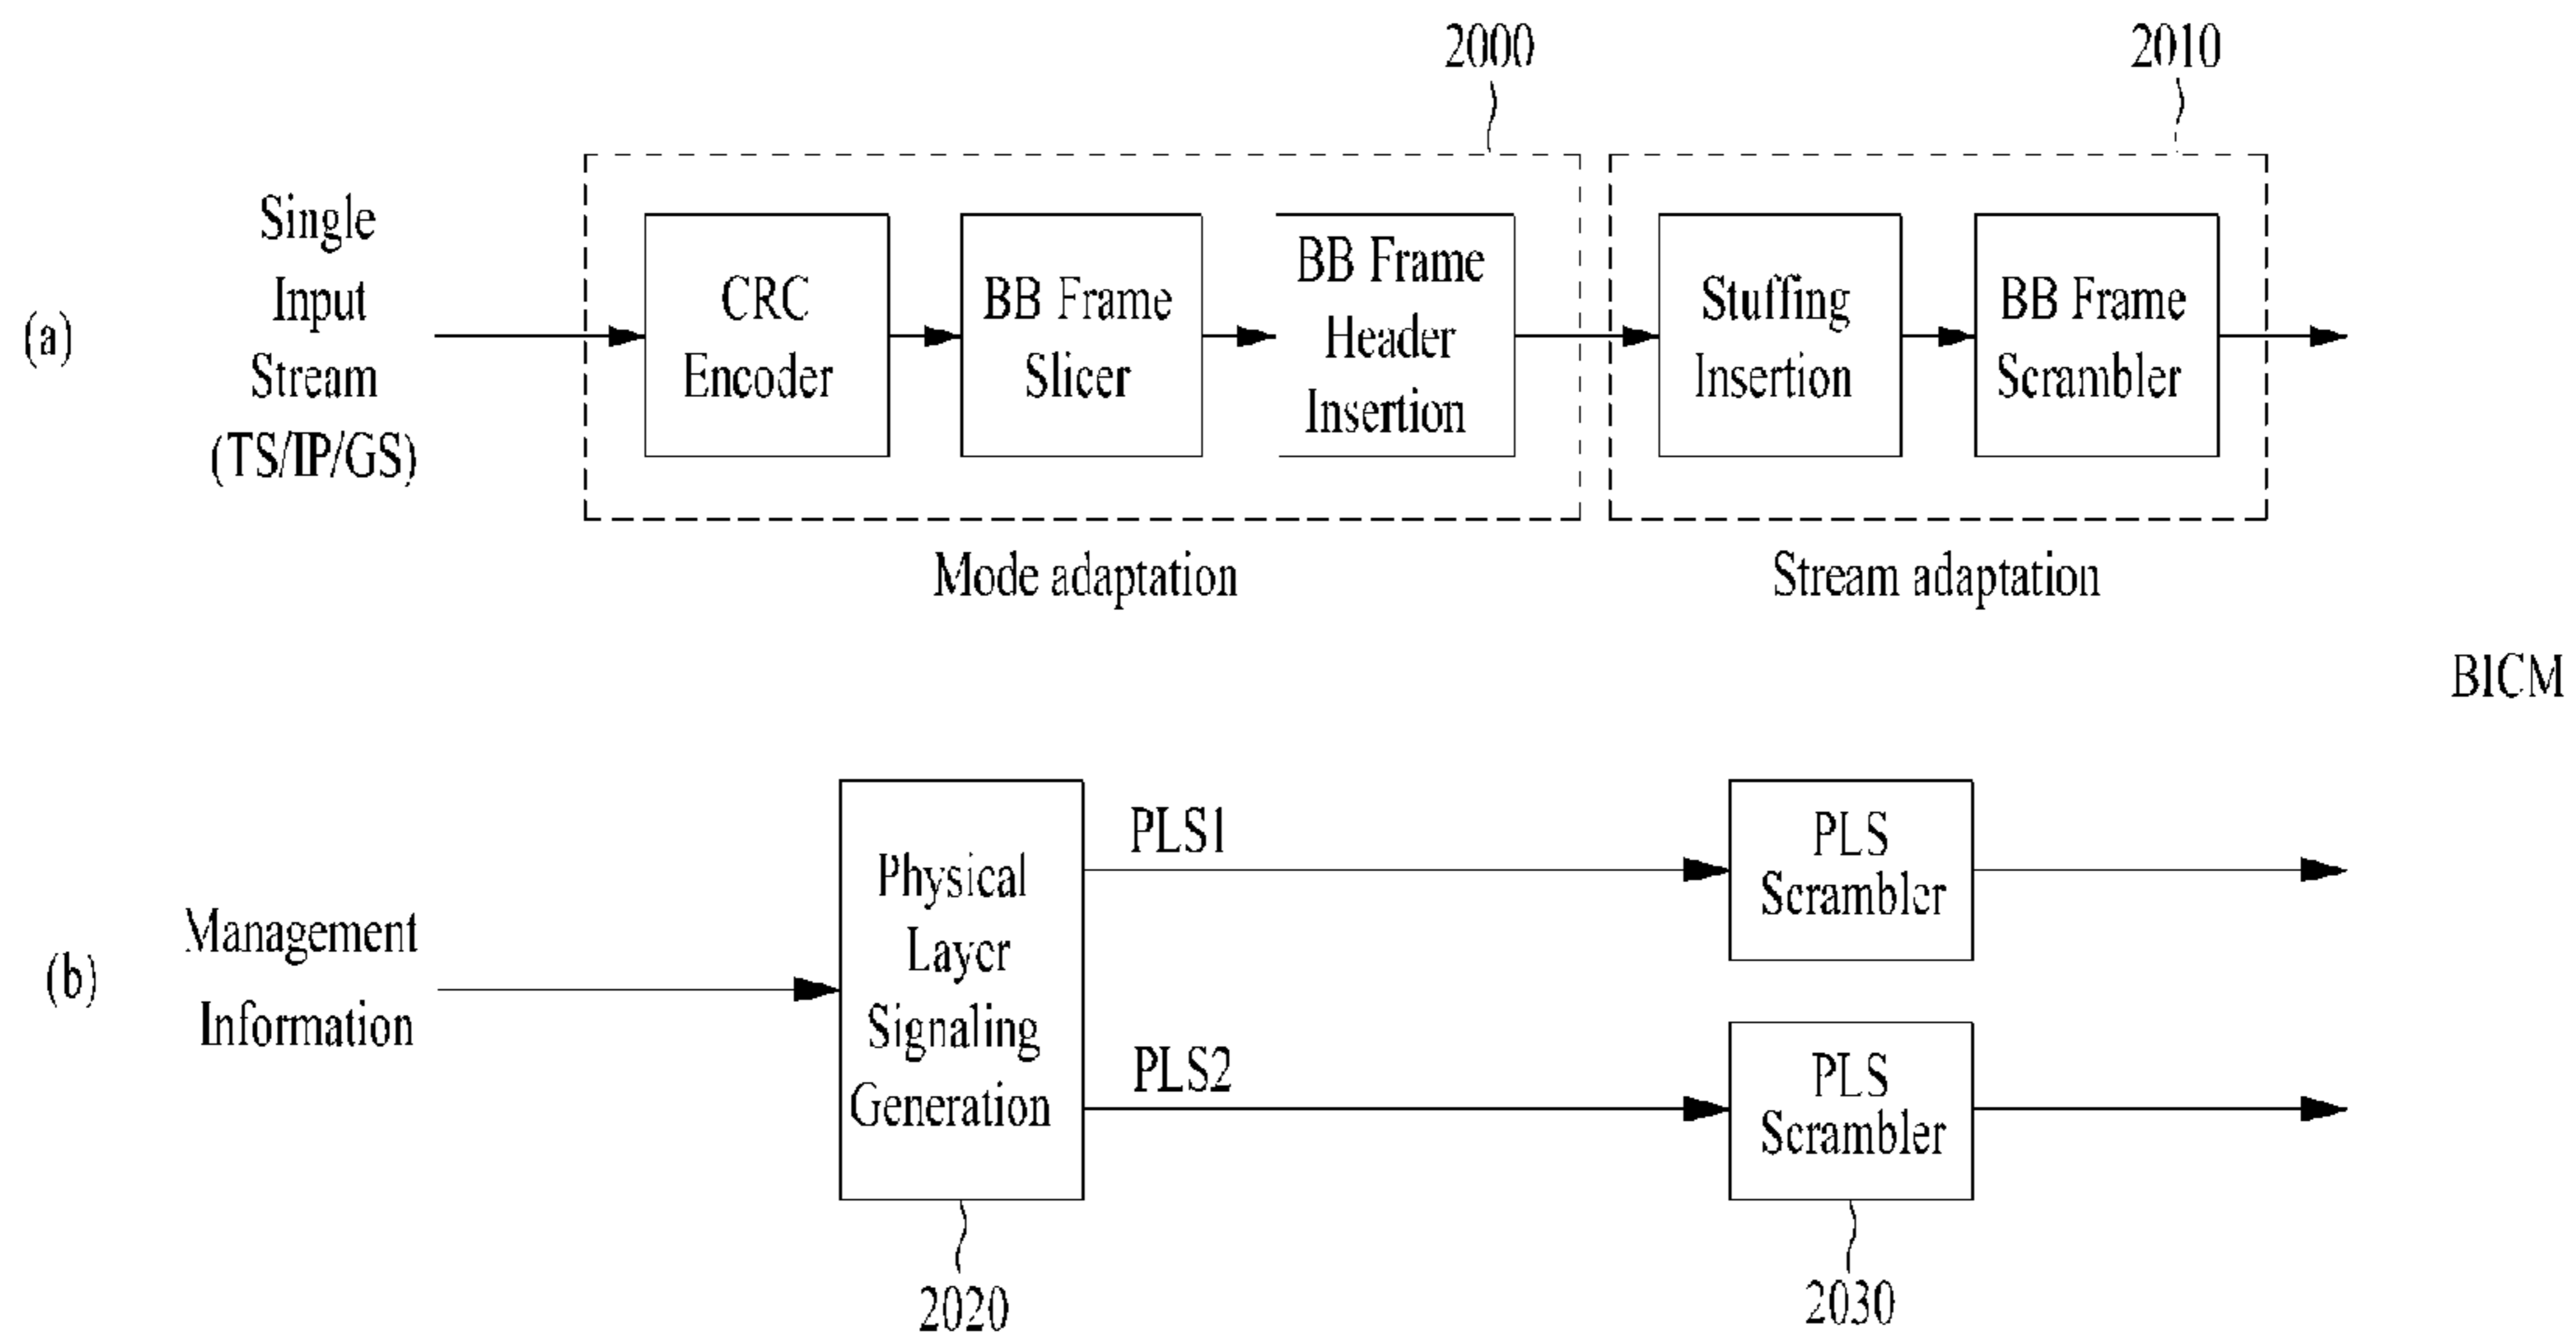 2000
2010
(a)
Single
Input
Stream
(TS/IP/GS)
CRC
Encoder
BB Frame
Slicer
BB Frame
Header
Insertion
Stuffing
Insertion
BB Frame
Scrambler
Mode adaptation
Stream adaptation
BICM
(b)
Management
Information
Physical
Layer
Signaling
Generation
PLS1
PLS2
PLS
Scrambler
PLS
Scrambler
2020
2030